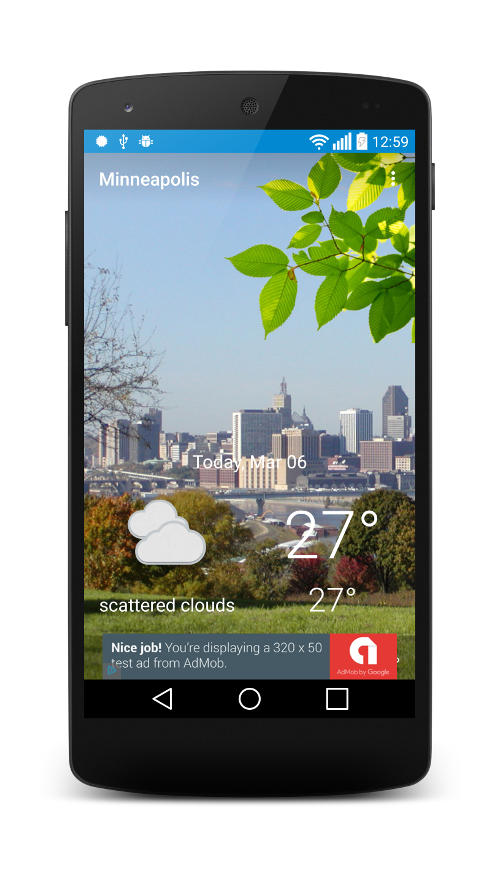 12:59
Minneapolis
Today, Mar 06
27°
scattered clouds
27°
Nice job! You're displaying a 320 x 50
test ad from AdMob.
AdMob by Google